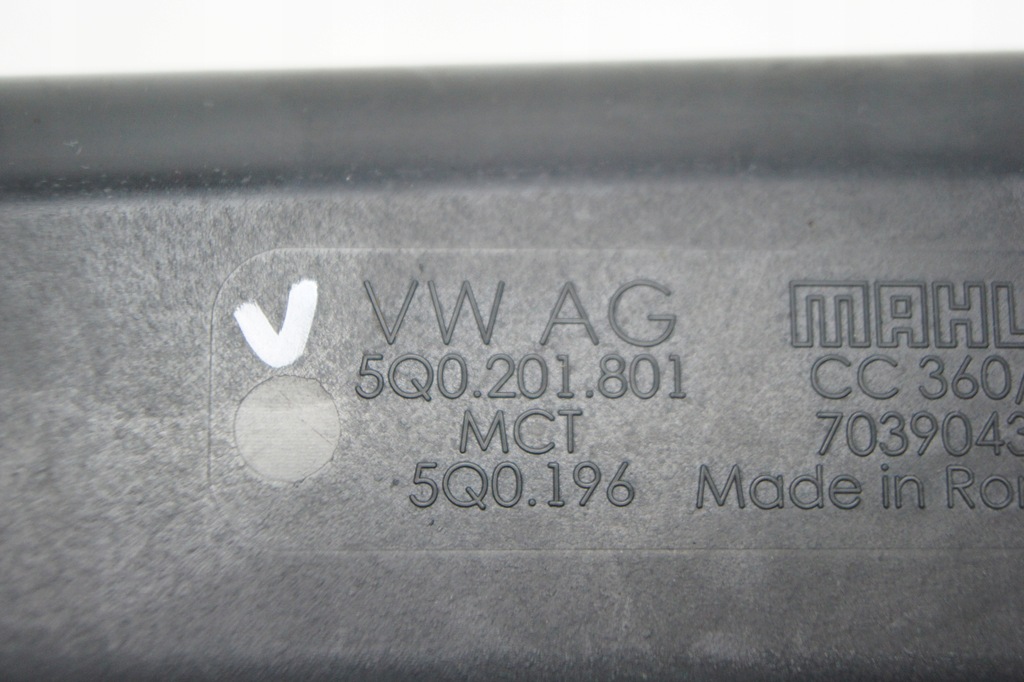 VW AG
5Q0.201.801
MCT
5Q0.196
MAHL
CC 360/
7039043
Made in Ro